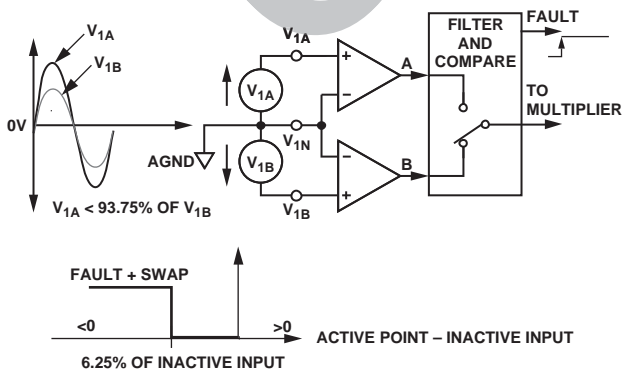 V1A
V1B
0V
V1A < 93.75% OF V1B
V1A
V1A
AGND
V1N
V1B
V1B
+
−
−
+
A
B
FILTER
AND
COMPARE
FAULT
TO
MULTIPLIER
FAULT + SWAP
<0
>0
ACTIVE POINT – INACTIVE INPUT
6.25% OF INACTIVE INPUT